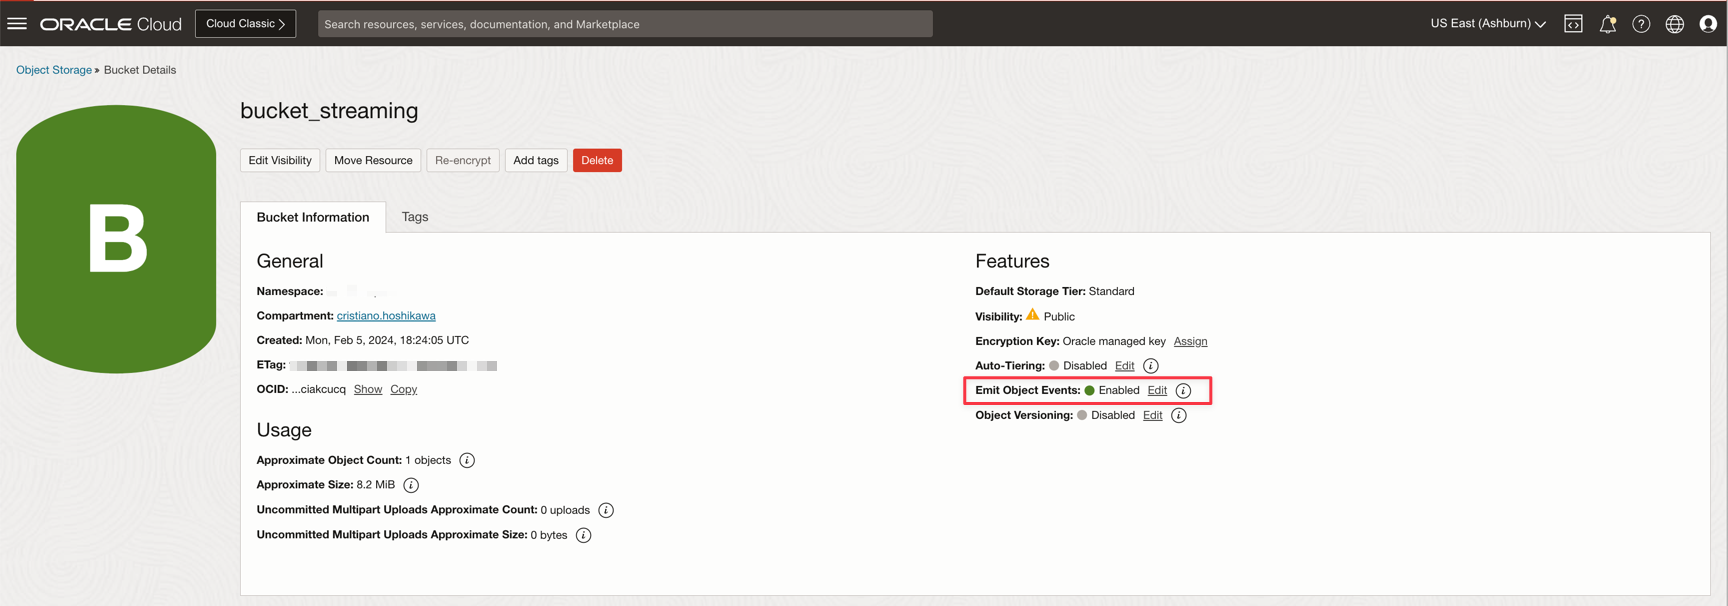 ORACLE Cloud Cloud Classic Search resources, services, documentation, and Marketplace US East (Ashburn)
Object Storage » Bucket Details
bucket_streaming
B
Edit Visibility Move Resource Re-encrypt Add tags Delete
Bucket Information Tags
General
Namespace:
Compartment: cristiano.hoshikawa
Created: Mon, Feb 5, 2024, 18:24:05 UTC
ETag:
OCID: ...ciakcucq Show Copy
Usage
Approximate Object Count: 1 objects
Approximate Size: 8.2 MiB
Uncommitted Multipart Uploads Approximate Count: 0 uploads
Uncommitted Multipart Uploads Approximate Size: 0 bytes
Features
Default Storage Tier: Standard
Visibility: Public
Encryption Key: Oracle managed key Assign
Auto-Tiering: Disabled Edit
Emit Object Events: Enabled Edit
Object Versioning: Disabled Edit